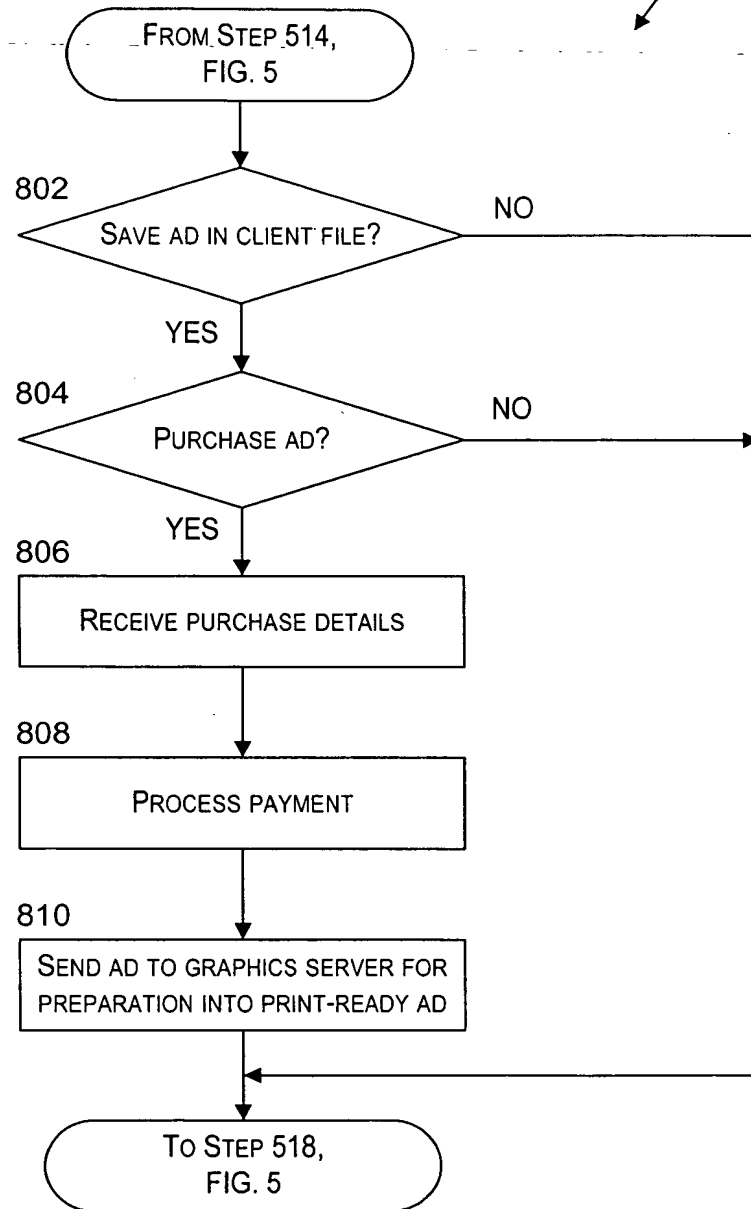 FROM STEP 514,
FIG. 5
802
SAVE AD IN CLIENT FILE?
NO
YES
804
PURCHASE AD?
NO
YES
806
RECEIVE PURCHASE DETAILS
808
PROCESS PAYMENT
810
SEND AD TO GRAPHICS SERVER FOR
PREPARATION INTO PRINT-READY AD
TO STEP 518,
FIG. 5